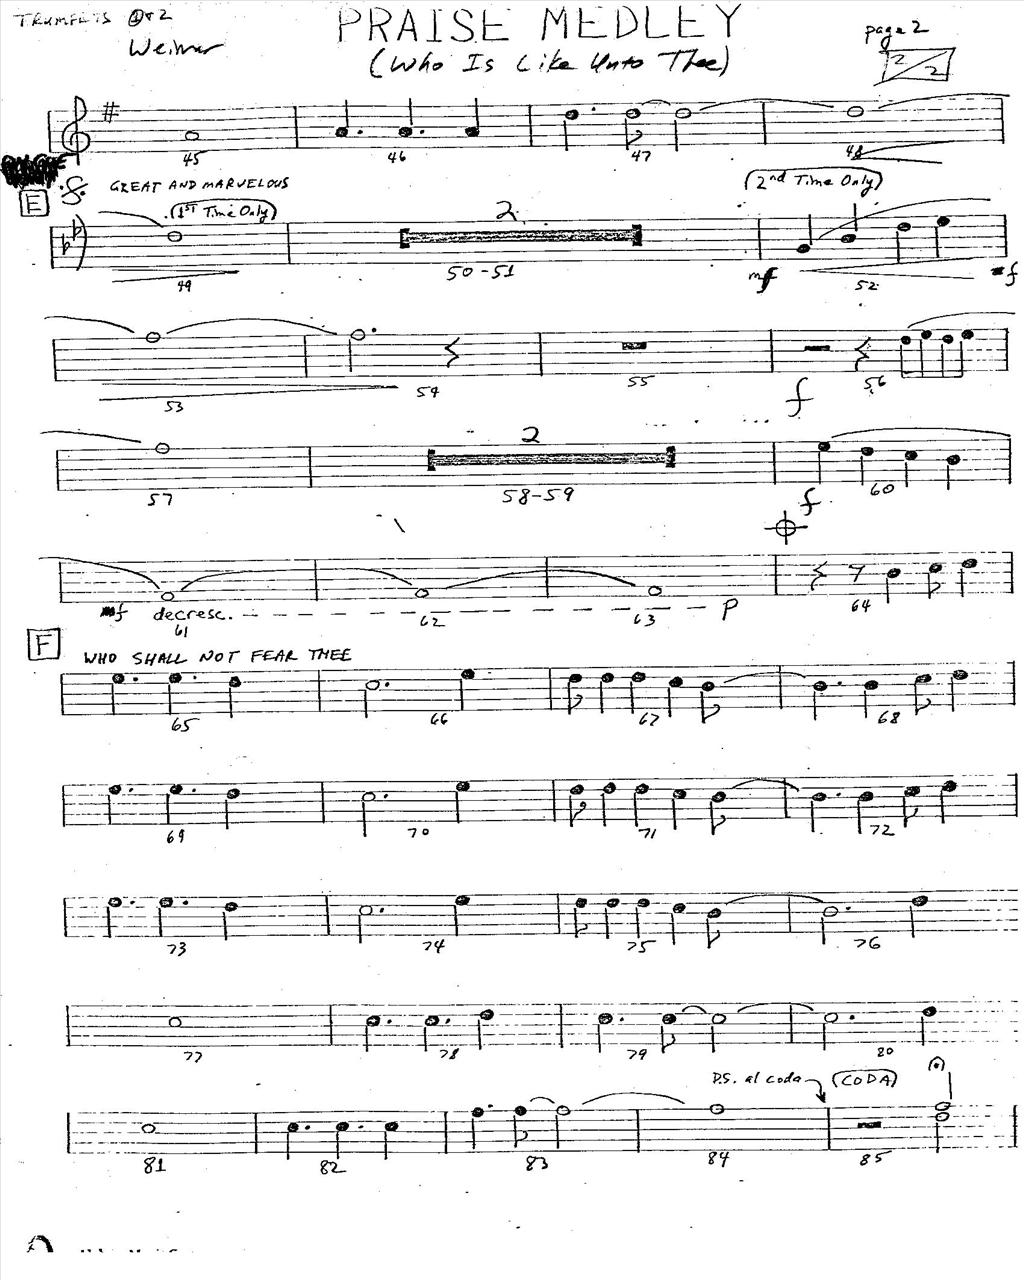 TRUMPETS 1&2
Weimar
PRAISE MEDLEY
(Who Is Like Unto Thee)
page 2
2/2
45 46 47 48
E GREAT AND MARVELOUS
(1ST Time Only)
(2nd Time Only)
2
49 50-51 mf 52 f
53 54 55 f 56
2
57 58-59 f 60
mf decresc. p
61 62 63 64
F WHO SHALL NOT FEAR THEE
65 66 67 68
69 70 71 72
73 74 75 76
77 78 79 80
D.S. al coda (CODA)
81 82 83 84 85